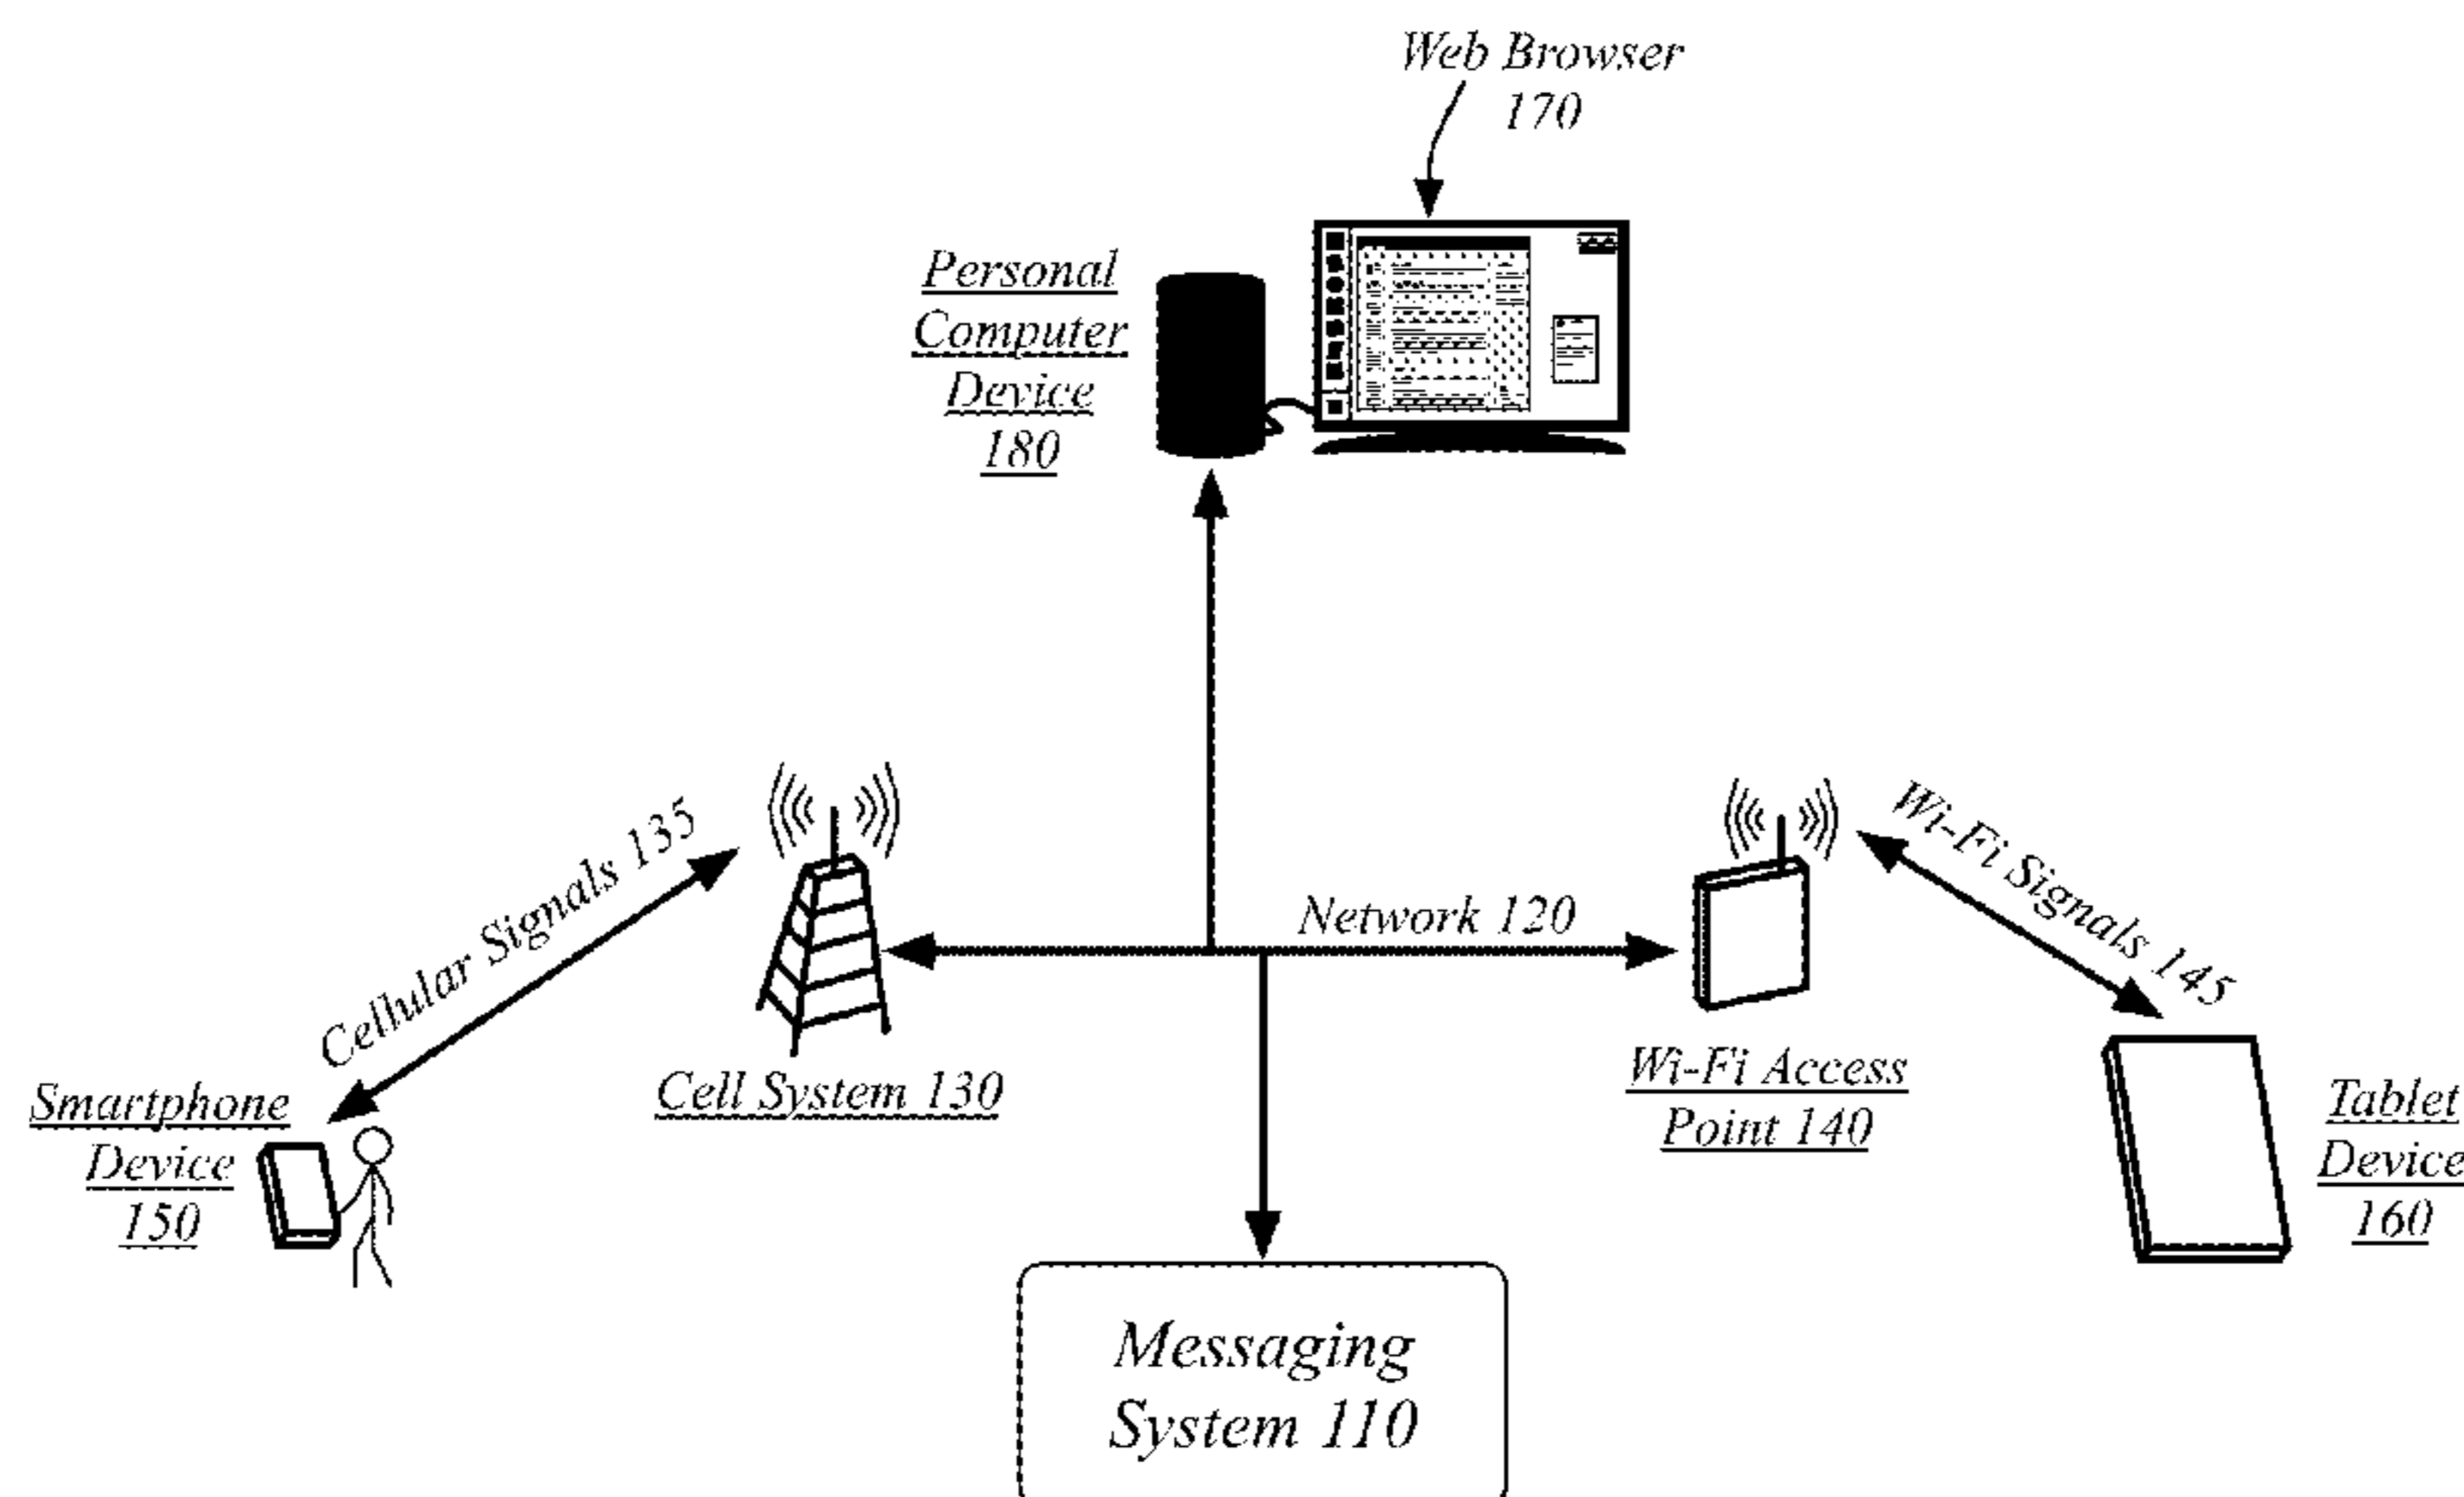 Web Browser
170
Personal
Computer
Device
180
Cellular Signals 135
Network 120
Wi-Fi Signals 145
Smartphone
Device
150
Cell System 130
Wi-Fi Access
Point 140
Tablet
Device
160
Messaging
System 110